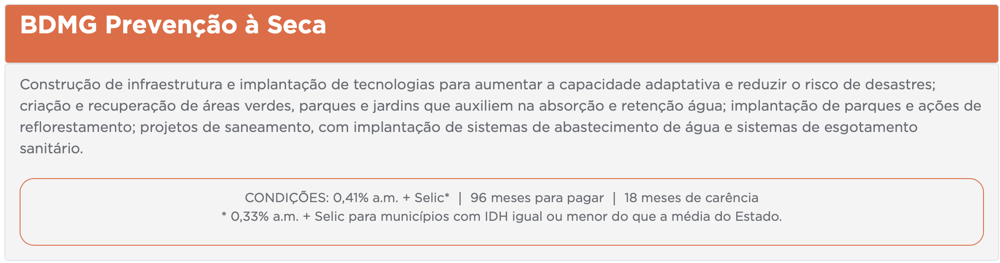 BDMG Prevenção à Seca
Construção de infraestrutura e implantação de tecnologias para aumentar a capacidade adaptativa e reduzir o risco de desastres;
criação e recuperação de áreas verdes, parques e jardins que auxiliem na absorção e retenção água; implantação de parques e ações de
reflorestamento; projetos de saneamento, com implantação de sistemas de abastecimento de água e sistemas de esgotamento
sanitário.
CONDIÇÕES: 0,41% a.m. + Selic* | 96 meses para pagar | 18 meses de carência
* 0,33% a.m. + Selic para municípios com IDH igual ou menor do que a média do Estado.